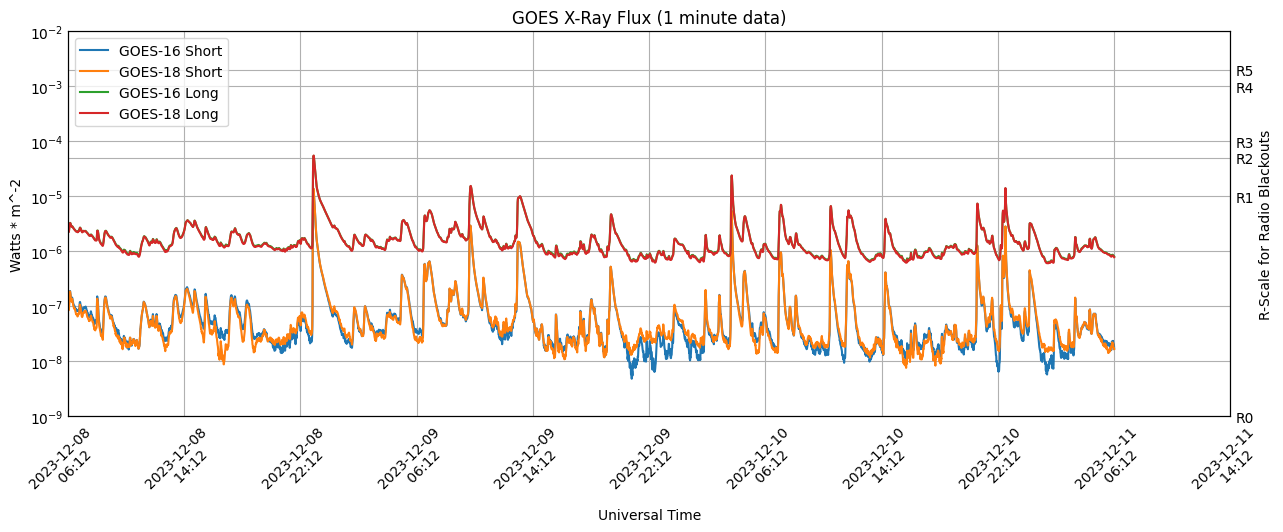 GOES X-Ray Flux (1 minute data)
GOES-16 Short
GOES-18 Short
GOES-16 Long
GOES-18 Long
10^-2
10^-3
10^-4
10^-5
10^-6
10^-7
10^-8
10^-9
Watts * m^-2
R5
R4
R3
R2
R1
R0
R-Scale for Radio Blackouts
2023-12-08
06:12
2023-12-08
14:12
2023-12-08
22:12
2023-12-09
06:12
2023-12-09
14:12
2023-12-09
22:12
2023-12-10
06:12
2023-12-10
14:12
2023-12-10
22:12
2023-12-11
06:12
2023-12-11
14:12
Universal Time